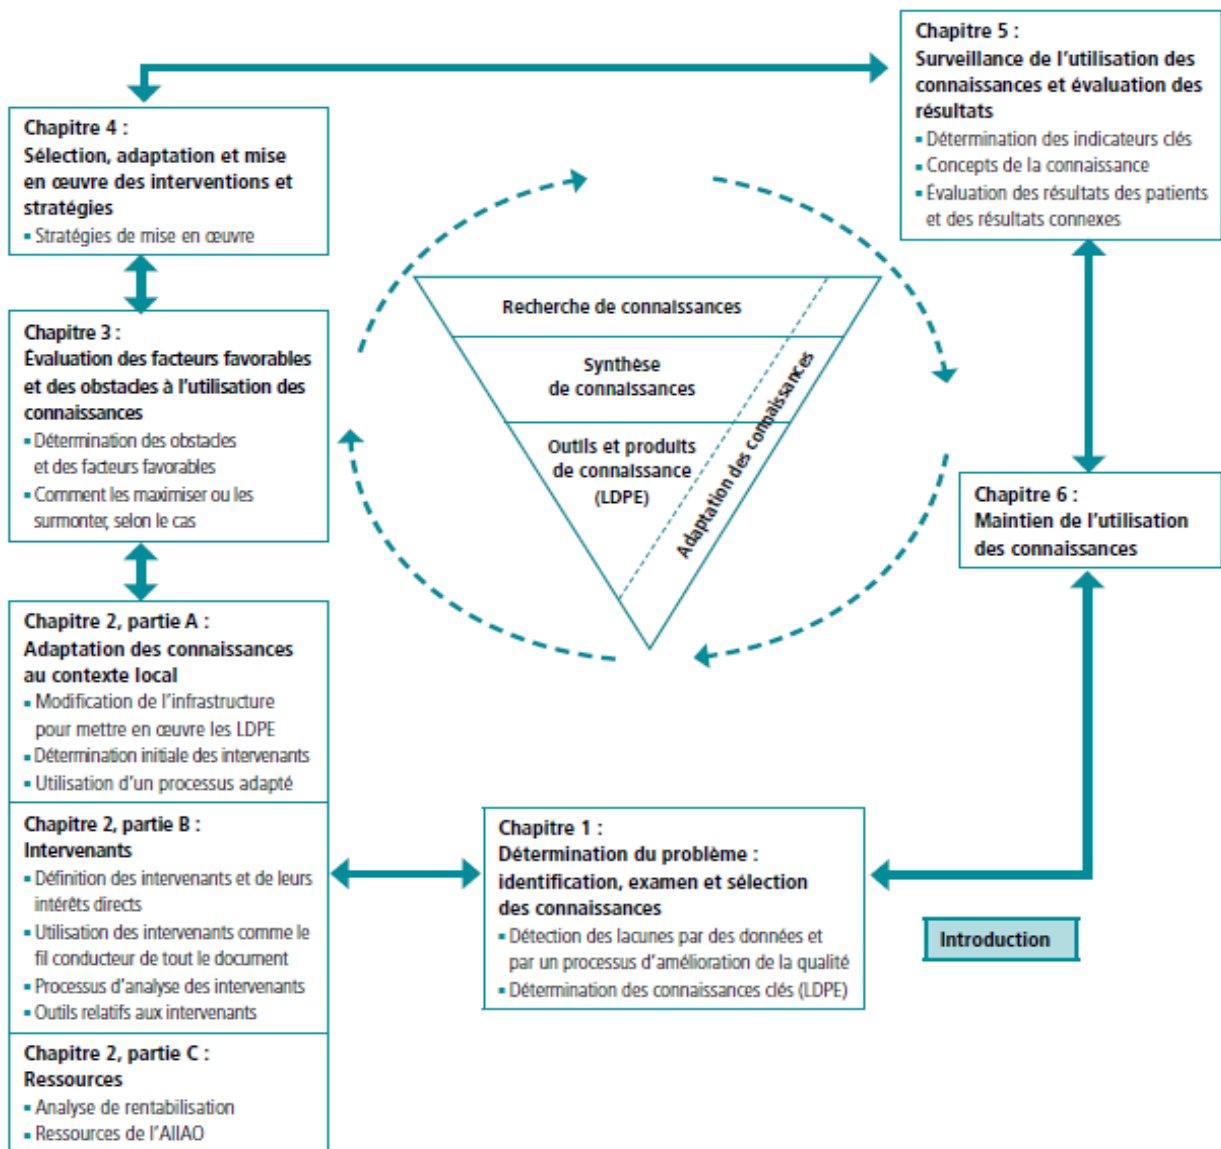 Chapitre 5 :
Surveillance de l'utilisation des
connaissances et évaluation des
résultats
▪ Détermination des indicateurs clés
▪ Concepts de la connaissance
▪ Évaluation des résultats des patients
et des résultats connexes
Chapitre 4 :
Sélection, adaptation et mise
en œuvre des interventions et
stratégies
▪ Stratégies de mise en œuvre
Chapitre 3 :
Évaluation des facteurs favorables
et des obstacles à l'utilisation des
connaissances
▪ Détermination des obstacles
et des facteurs favorables
▪ Comment les maximiser ou les
surmonter, selon le cas
Recherche de connaissances
Synthèse
de connaissances
Outils et produits
de connaissance
(LDPE)
Adaptation des connaissances
Chapitre 6 :
Maintien de l'utilisation
des connaissances
Chapitre 2, partie A :
Adaptation des connaissances
au contexte local
▪ Modification de l'infrastructure
pour mettre en œuvre les LDPE
▪ Détermination initiale des intervenants
▪ Utilisation d'un processus adapté
Chapitre 2, partie B :
Intervenants
▪ Définition des intervenants et de leurs
intérêts directs
▪ Utilisation des intervenants comme le
fil conducteur de tout le document
▪ Processus d'analyse des intervenants
▪ Outils relatifs aux intervenants
Chapitre 2, partie C :
Ressources
▪ Analyse de rentabilisation
▪ Ressources de l'AIIAO
Chapitre 1 :
Détermination du problème :
identification, examen et sélection
des connaissances
▪ Détection des lacunes par des données et
par un processus d'amélioration de la qualité
▪ Détermination des connaissances clés (LDPE)
Introduction